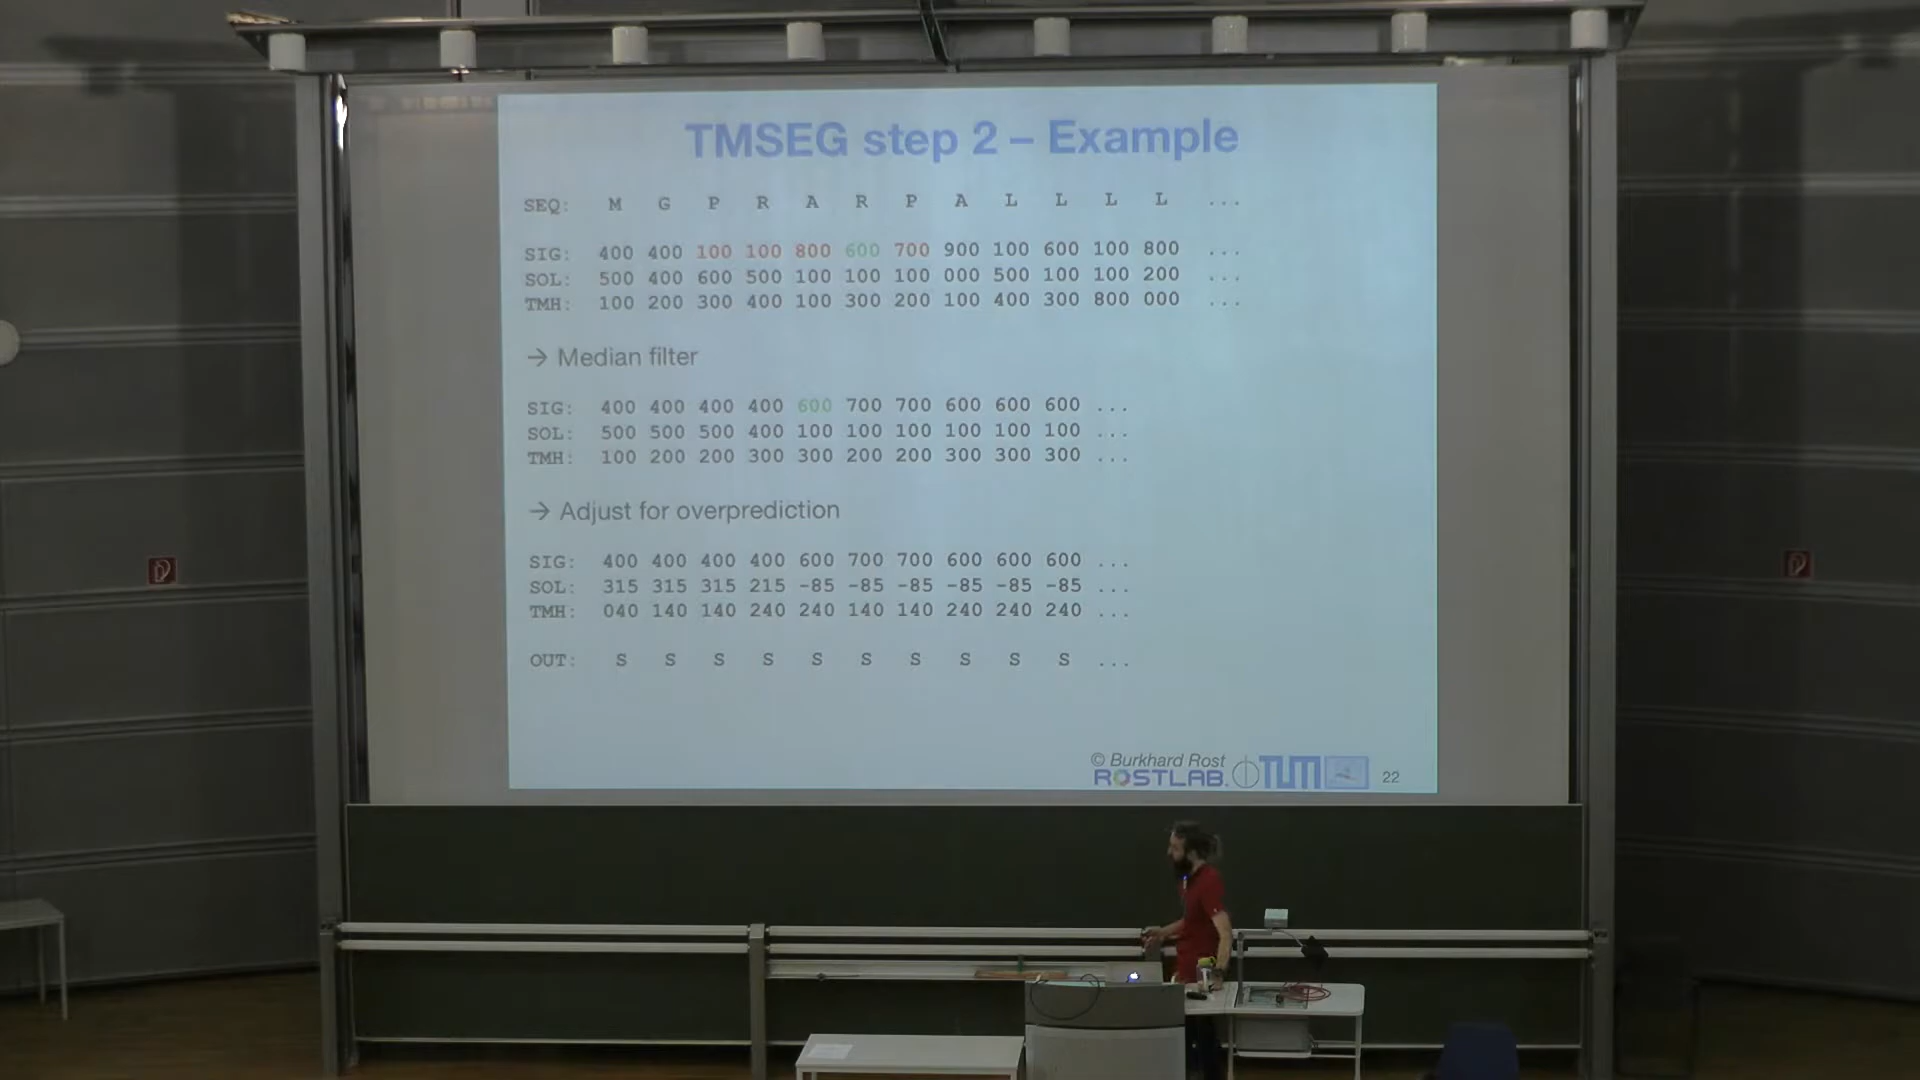 TMSEG step 2 – Example
SEQ: M G P R A R P A L L L L ...
SIG: 400 400 100 100 800 600 700 900 100 600 100 800 ...
SOL: 500 400 600 500 100 100 100 000 500 100 100 200 ...
TMH: 100 200 300 400 100 300 200 100 400 300 800 000 ...
→ Median filter
SIG: 400 400 400 400 600 700 700 600 600 600 ...
SOL: 500 500 500 400 100 100 100 100 100 100 ...
TMH: 100 200 200 300 300 200 200 300 300 300 ...
→ Adjust for overprediction
SIG: 400 400 400 400 600 700 700 600 600 600 ...
SOL: 315 315 315 215 -85 -85 -85 -85 -85 -85 ...
TMH: 040 140 140 240 240 140 140 240 240 240 ...
OUT: S S S S S S S S S S ...
© Burkhard Rost
ROSTLAB. TUM 22